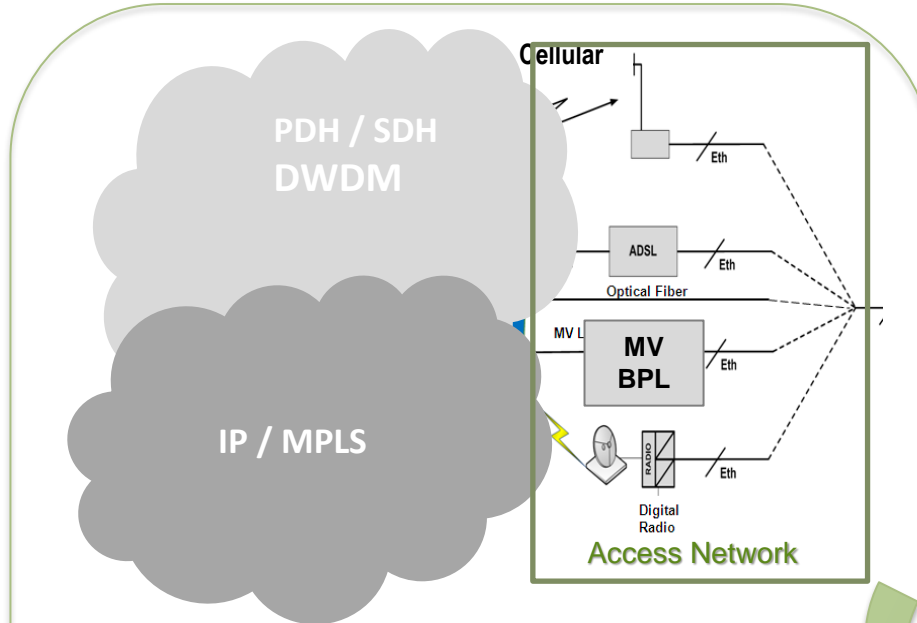 Cellular
PDH / SDH
DWDM
Eth
ADSL
Eth
Optical Fiber
MV L
MV
BPL
Eth
IP / MPLS
RADIO
Eth
Digital
Radio
Access Network